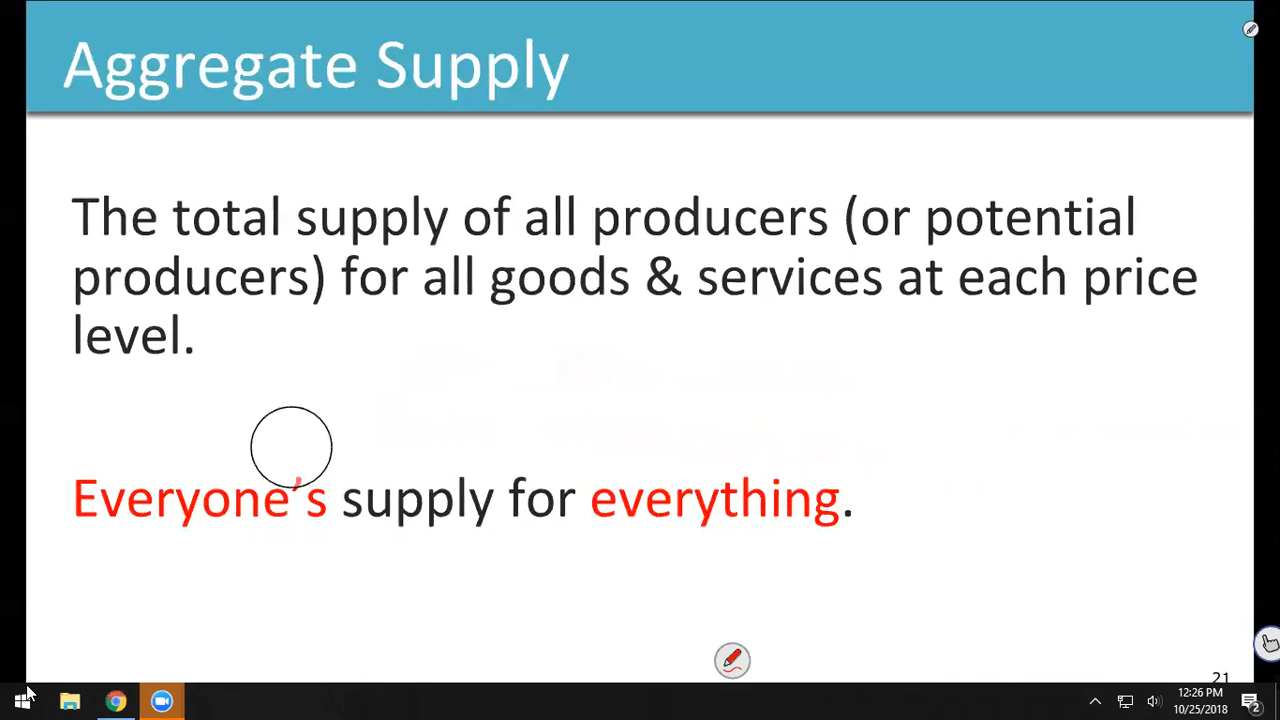 Aggregate Supply
The total supply of all producers (or potential
producers) for all goods & services at each price
level.
Everyone’s supply for everything.
21
12:26 PM
10/25/2018
2